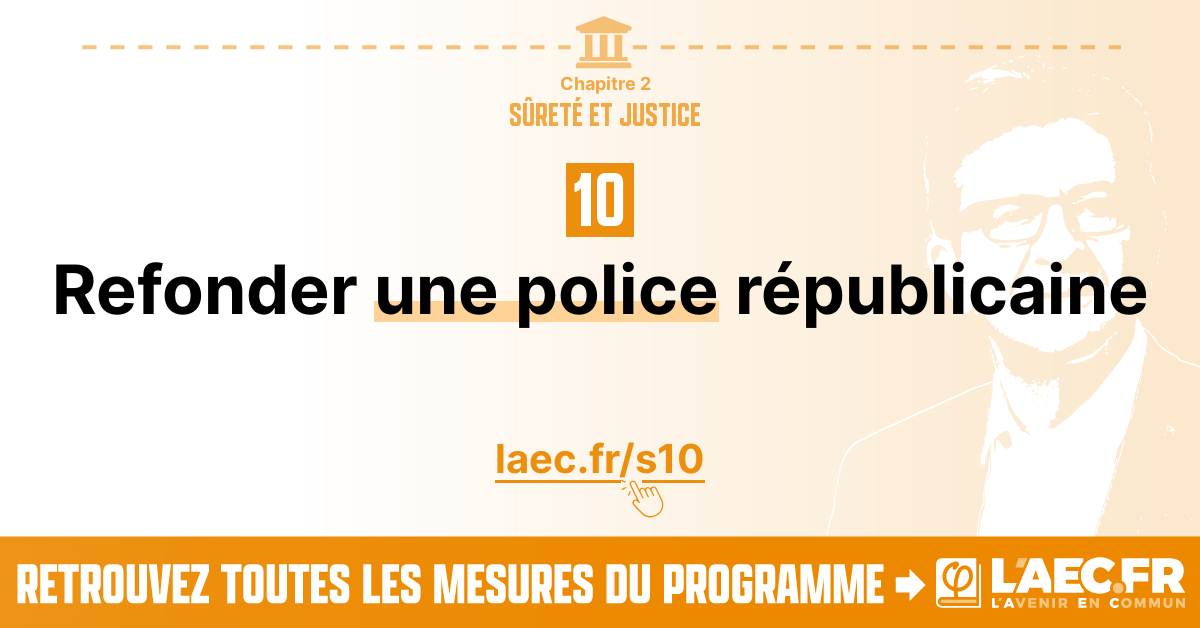 Chapitre 2
SÛRETÉ ET JUSTICE
10
Refonder une police républicaine
laec.fr/s10
RETROUVEZ TOUTES LES MESURES DU PROGRAMME
φ L'AEC.FR
L'AVENIR EN COMMUN